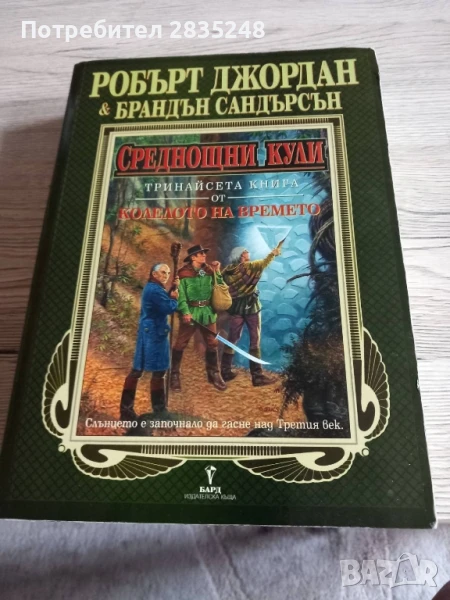 Потребител 2835248
РОБЪРТ ДЖОРДАН
& БРАНДЪН САНДЪРСЪН
СРЕДНОЩНИ КУЛИ
ТРИНАЙСЕТА КНИГА
ОТ
КОЛЕЛОТО НА ВРЕМЕТО
Слънцето е започнало да гасне над Третия век.
БАРД
ИЗДАТЕЛСКА КЪЩА
BAZAR